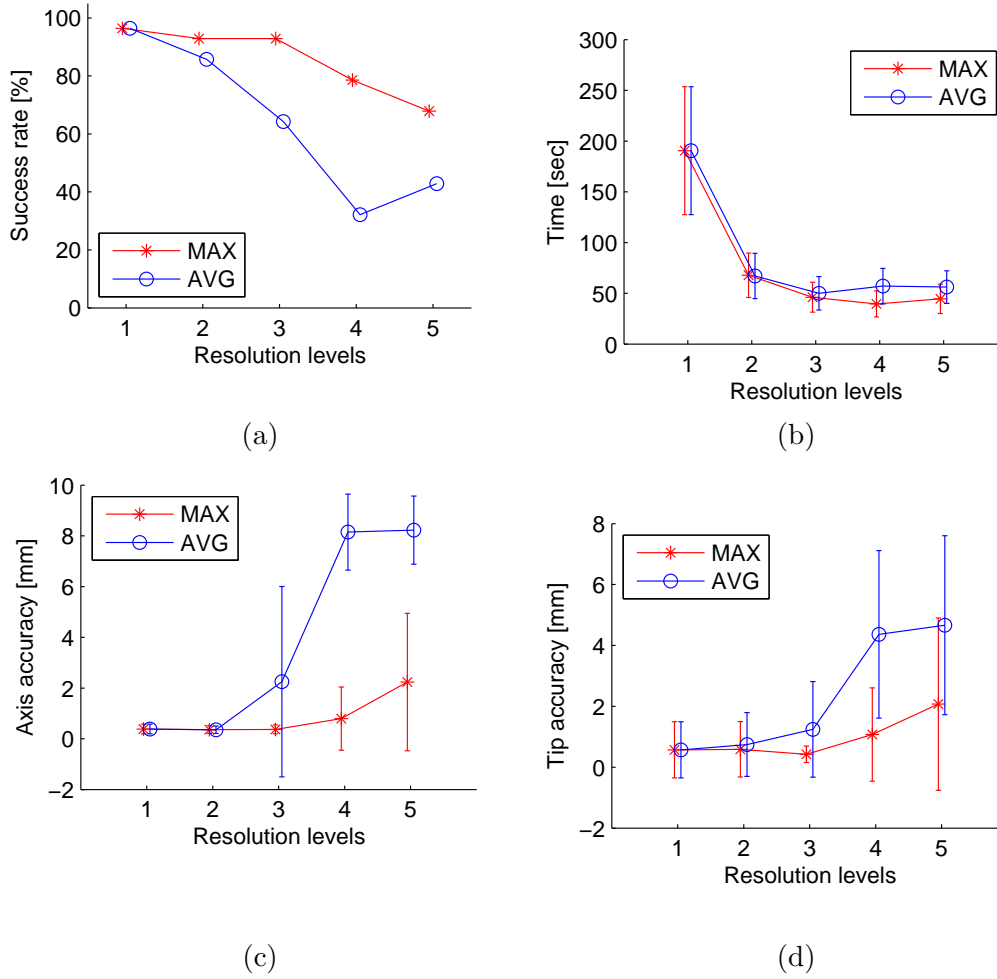 100
80
60
40
20
0
Success rate [%]
MAX
AVG
1 2 3 4 5
Resolution levels
(a)
300
250
200
150
100
50
0
Time [sec]
MAX
AVG
1 2 3 4 5
Resolution levels
(b)
10
8
6
4
2
0
−2
Axis accuracy [mm]
MAX
AVG
1 2 3 4 5
Resolution levels
(c)
8
6
4
2
0
−2
Tip accuracy [mm]
MAX
AVG
1 2 3 4 5
Resolution levels
(d)